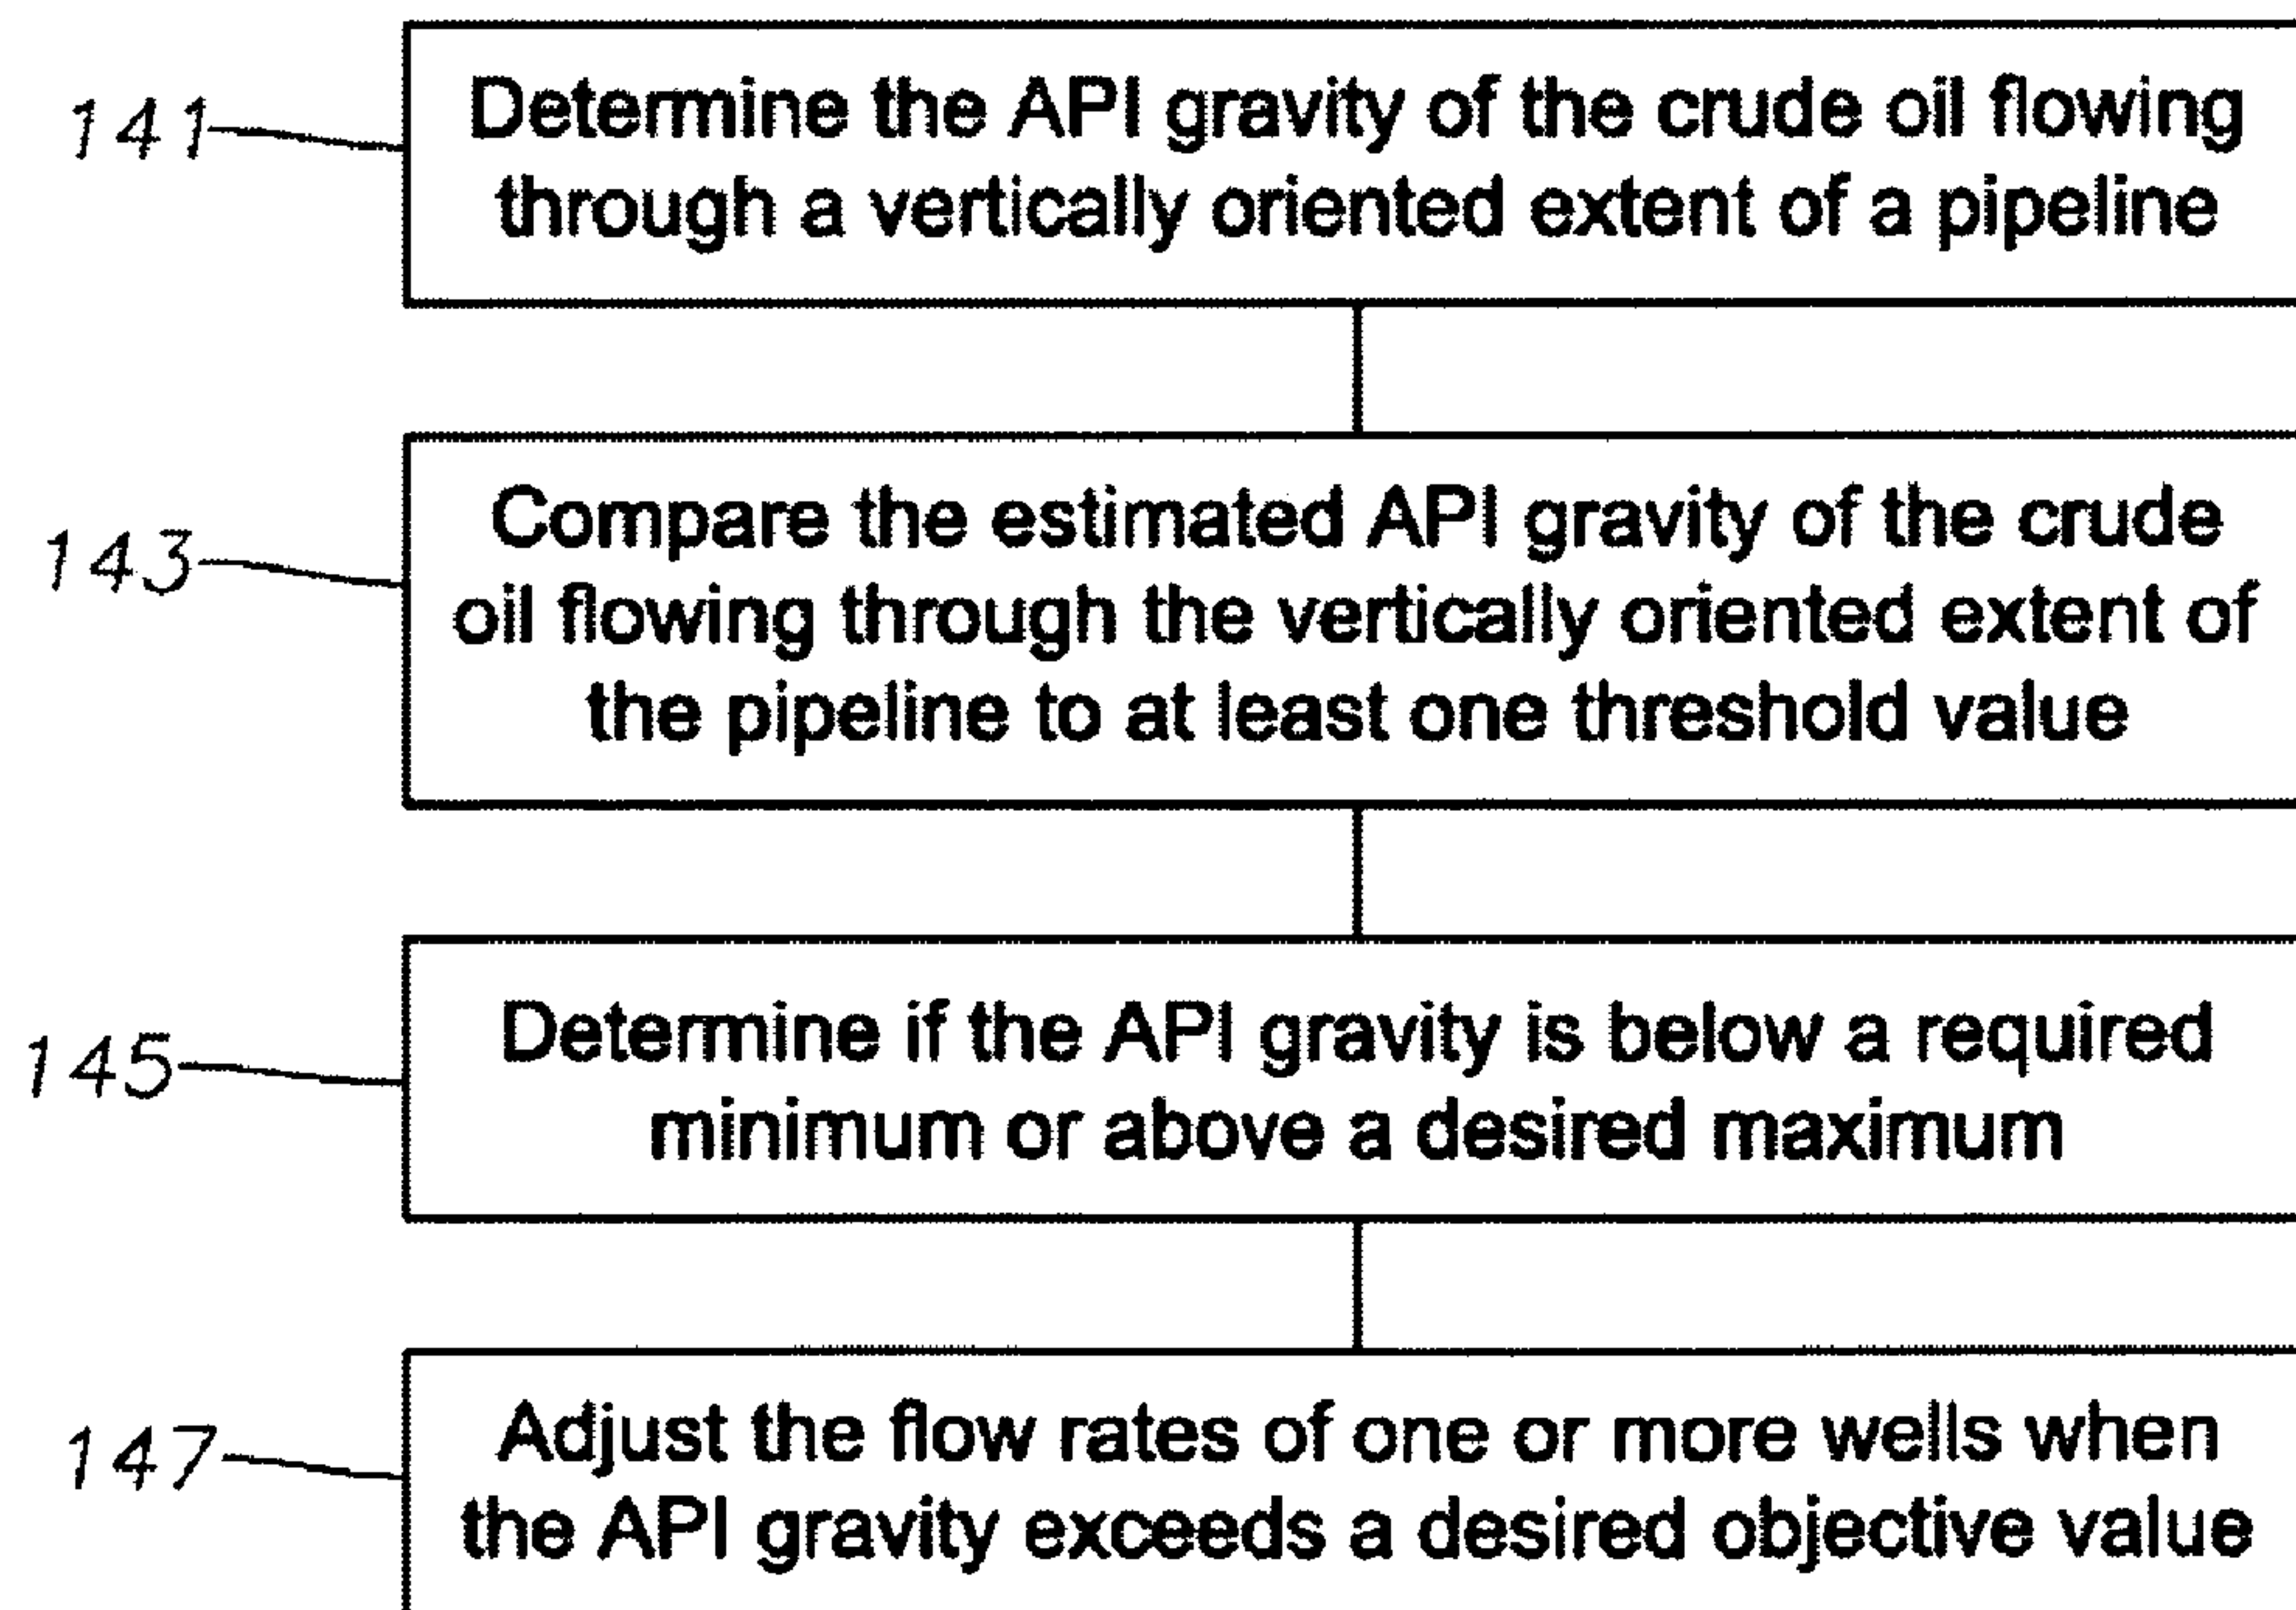 141
Determine the API gravity of the crude oil flowing
through a vertically oriented extent of a pipeline
143
Compare the estimated API gravity of the crude
oil flowing through the vertically oriented extent of
the pipeline to at least one threshold value
145
Determine if the API gravity is below a required
minimum or above a desired maximum
147
Adjust the flow rates of one or more wells when
the API gravity exceeds a desired objective value